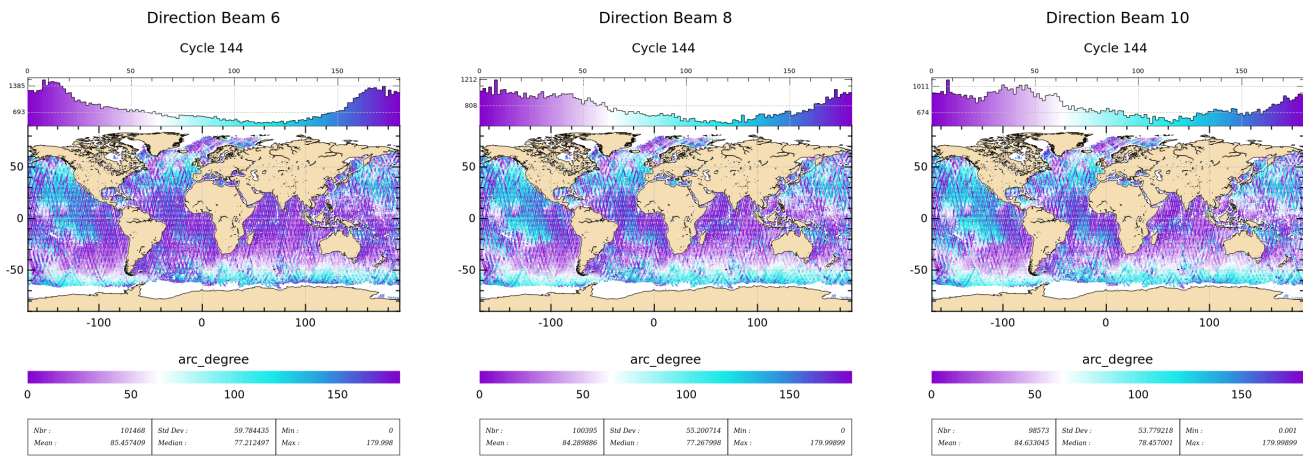 Direction Beam 6
Cycle 144
0 50 100 150
1385
693
50
0
-50
-100 0 100
arc_degree
0 50 100 150
Nbr : 101468 Std Dev : 59.784435 Min : 0
Mean : 85.457409 Median : 77.212497 Max : 179.998
Direction Beam 8
Cycle 144
0 50 100 150
1212
808
50
0
-50
-100 0 100
arc_degree
0 50 100 150
Nbr : 100395 Std Dev : 55.200714 Min : 0
Mean : 84.289886 Median : 77.267998 Max : 179.99899
Direction Beam 10
Cycle 144
0 50 100 150
1011
674
50
0
-50
-100 0 100
arc_degree
0 50 100 150
Nbr : 98573 Std Dev : 53.779218 Min : 0.001
Mean : 84.633045 Median : 78.457001 Max : 179.99899